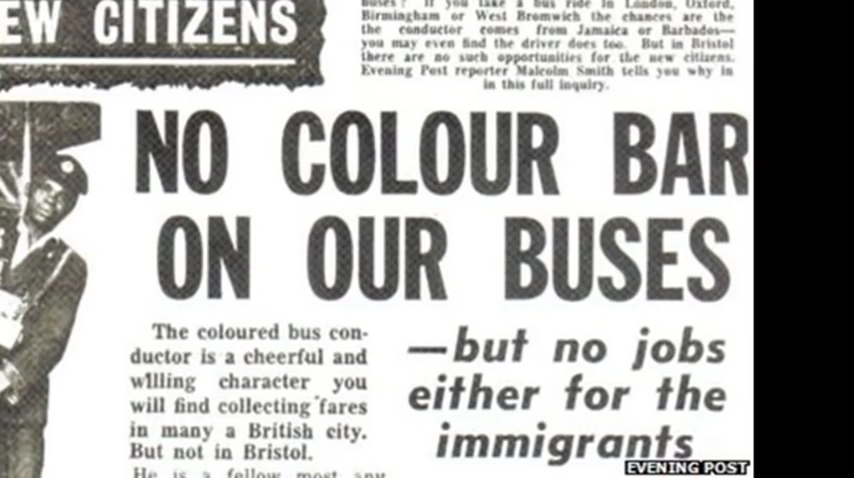 EW CITIZENS
buses? If you take a bus ride in London, Oxford,
Birmingham or West Bromwich the chances are the
the conductor comes from Jamaica or Barbados—
you may even find the driver does too. But in Bristol
there are no such opportunities for the new citizens.
Evening Post reporter Malcolm Smith tells you why in
in this full inquiry.
NO COLOUR BAR
ON OUR BUSES
The coloured bus con-
ductor is a cheerful and
willing character you
will find collecting fares
in many a British city.
But not in Bristol.
He is a fellow most any
—but no jobs
either for the
immigrants
EVENING POST